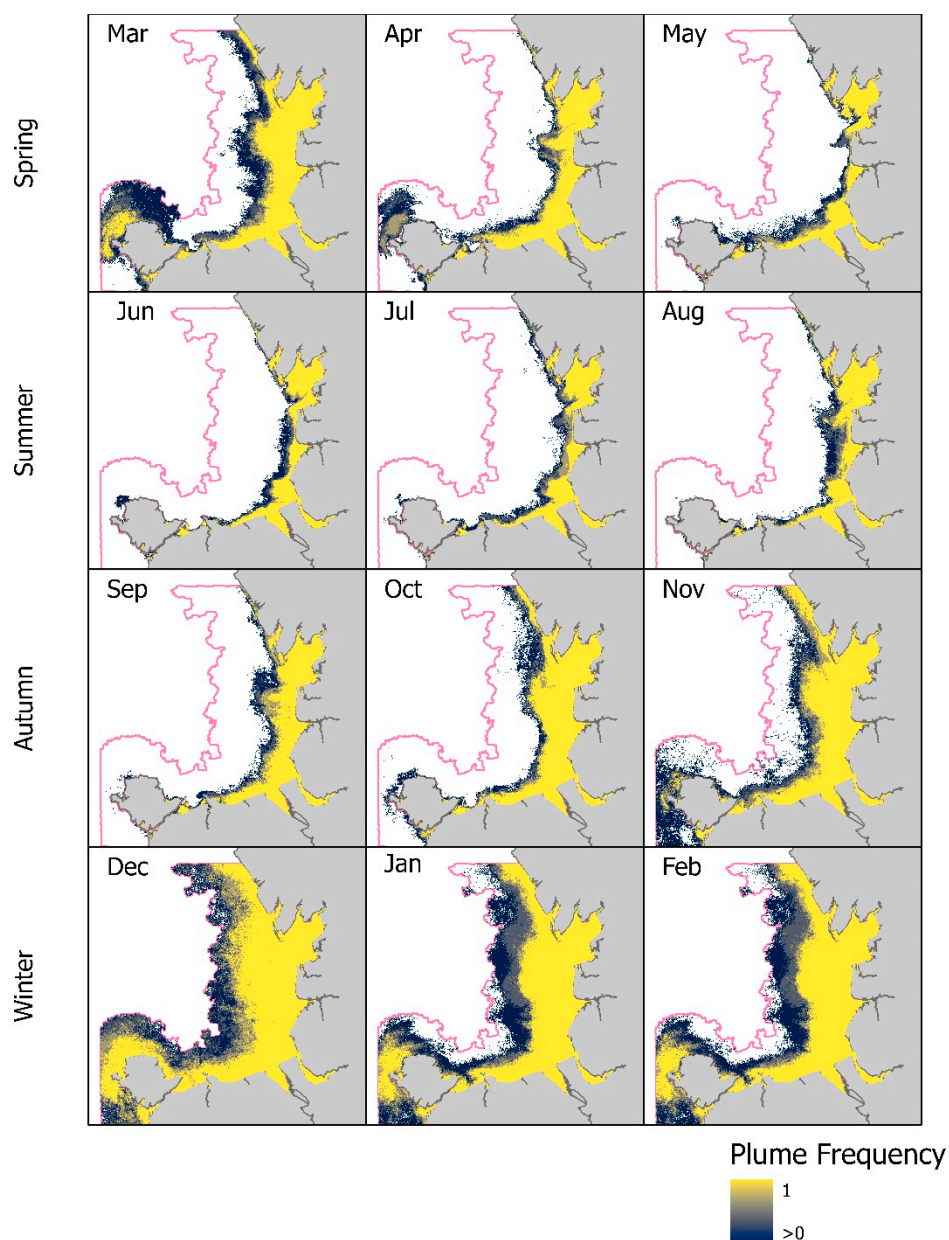 Spring
Mar
Apr
May
Summer
Jun
Jul
Aug
Autumn
Sep
Oct
Nov
Winter
Dec
Jan
Feb
Plume Frequency
1
>0